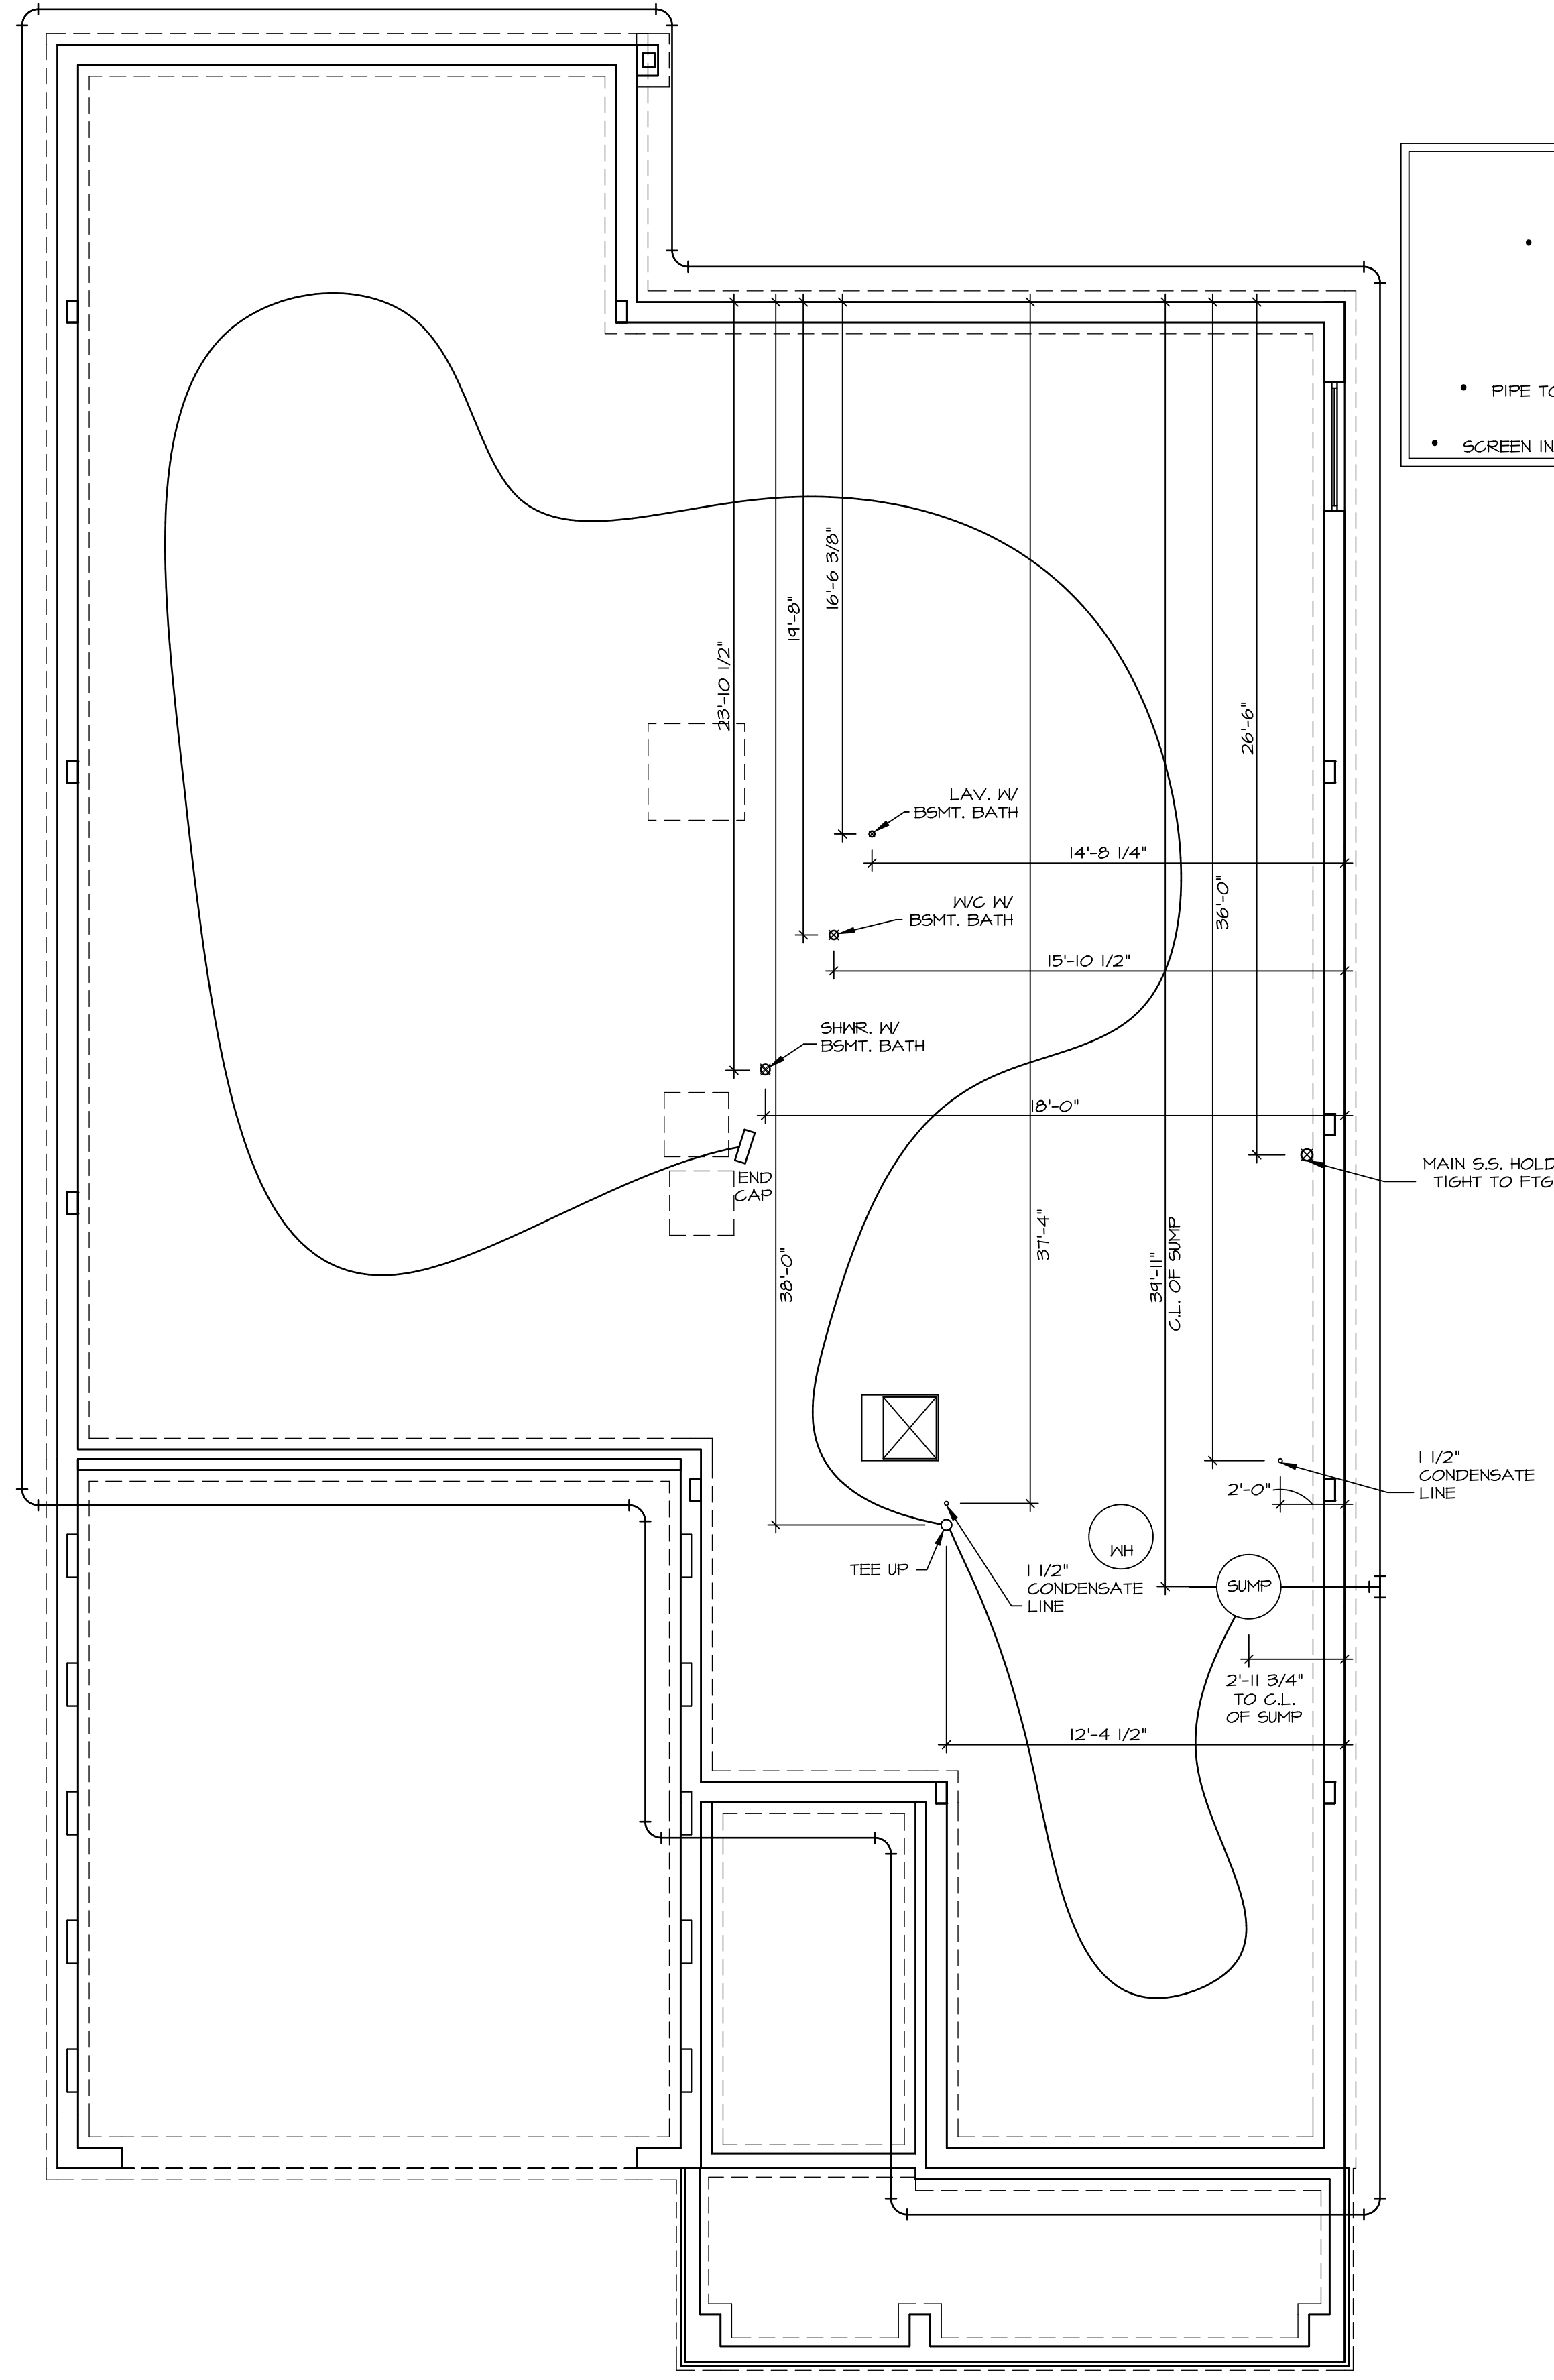 PIPE TO
SCREEN IN
16'-6 3/8"
19'-8"
23'-10 1/2"
26'-6"
LAV. W/
BSMT. BATH
14'-8 1/4"
36'-0"
W/C W/
BSMT. BATH
15'-10 1/2"
SHWR. W/
BSMT. BATH
18'-0"
END
CAP
MAIN S.S. HOLD
TIGHT TO FTG
37'-4"
38'-0"
39'-11"
C.L. OF SUMP
1 1/2"
CONDENSATE
LINE
2'-0"
WH
TEE UP
1 1/2"
CONDENSATE
LINE
SUMP
2'-11 3/4"
TO C.L.
OF SUMP
12'-4 1/2"